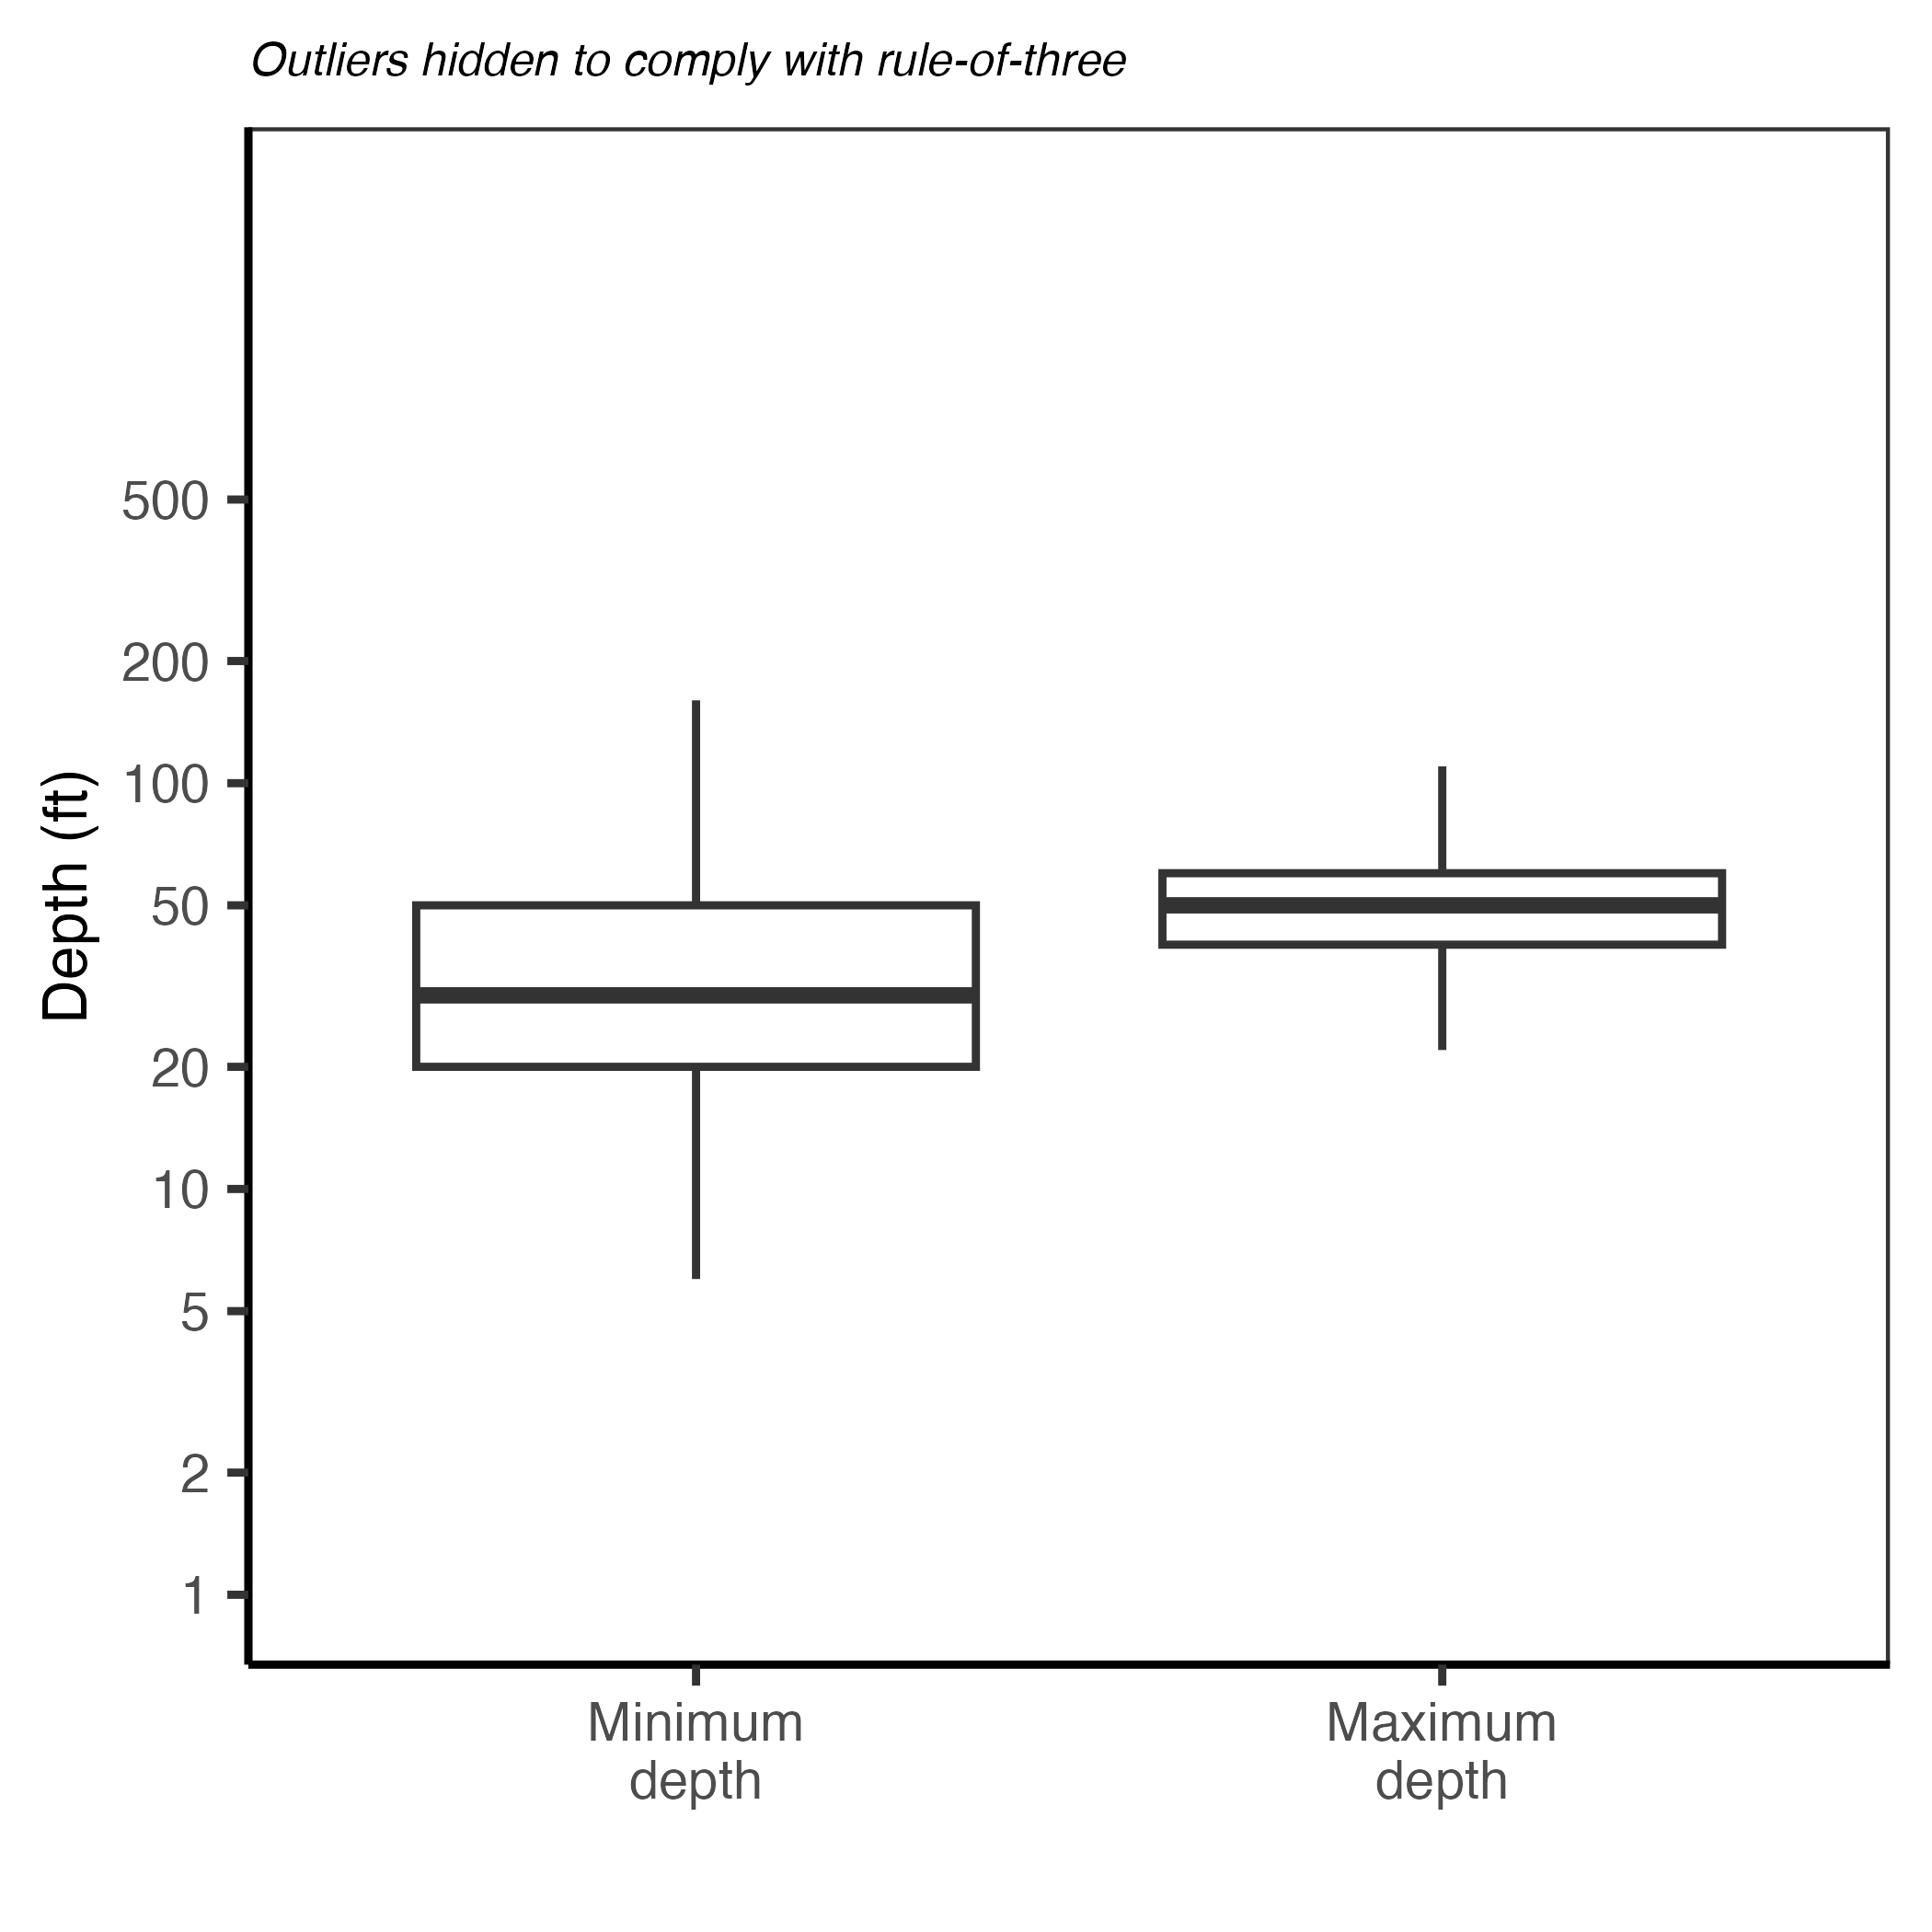 Outliers hidden to comply with rule-of-three
Depth (ft)
500
200
100
50
20
10
5
2
1
Minimum
depth
Maximum
depth